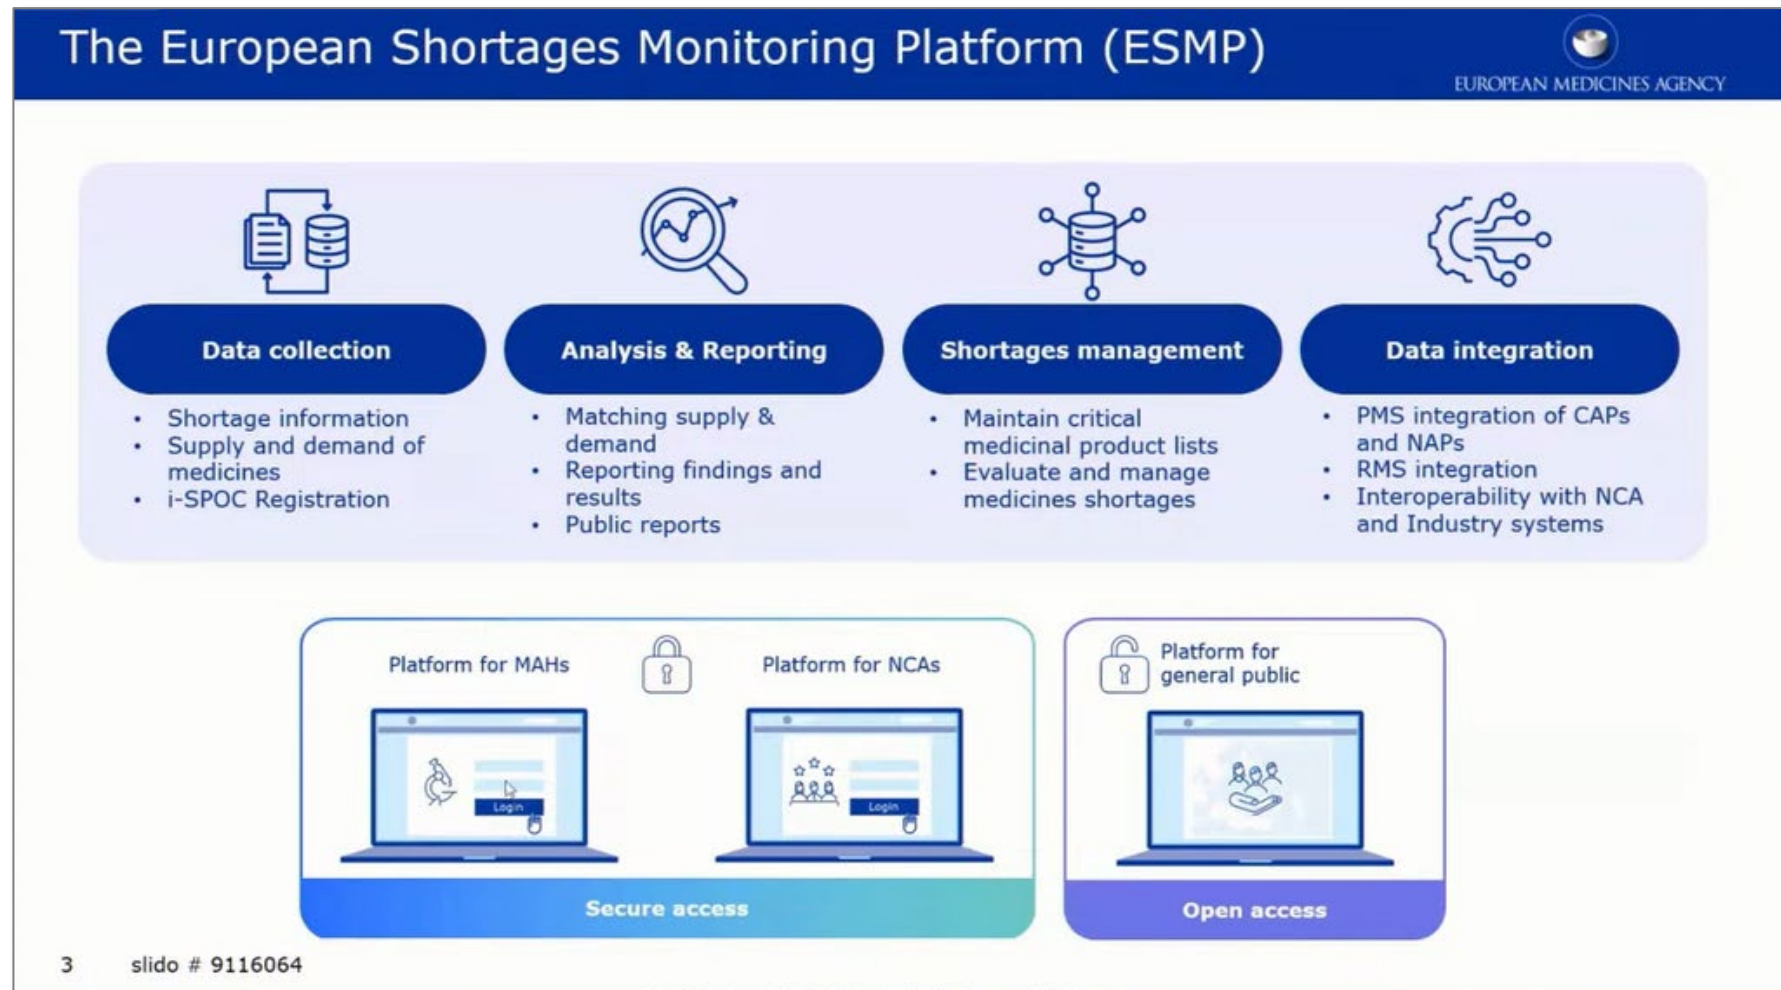 The European Shortages Monitoring Platform (ESMP)
EUROPEAN MEDICINES AGENCY
Data collection
• Shortage information
• Supply and demand of
medicines
• i-SPOC Registration
Analysis & Reporting
• Matching supply &
demand
• Reporting findings and
results
• Public reports
Shortages management
• Maintain critical
medicinal product lists
• Evaluate and manage
medicines shortages
Data integration
• PMS integration of CAPs
and NAPs
• RMS integration
• Interoperability with NCA
and Industry systems
Platform for MAHs
Login
Platform for NCAs
Login
Secure access
Platform for
general public
Open access
3 slido # 9116064